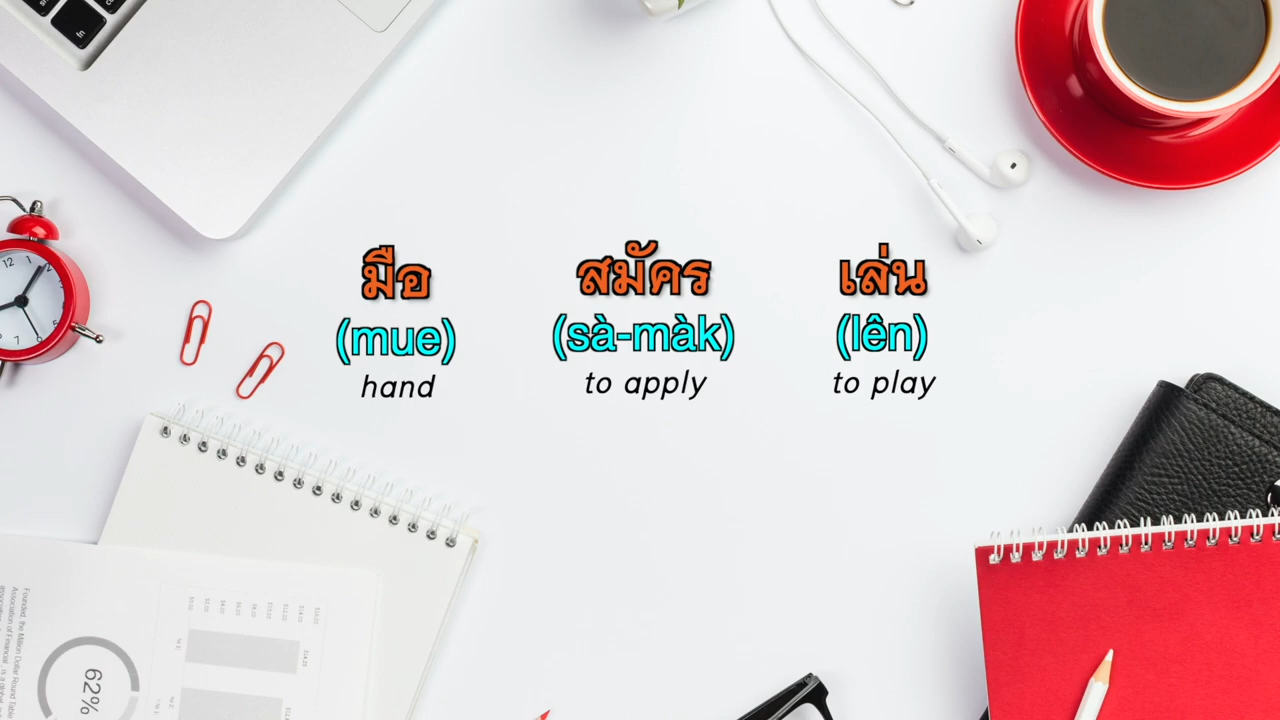 มือ สมัคร เล่น
(mue) (sà-màk) (lên)
hand to apply to play
62%